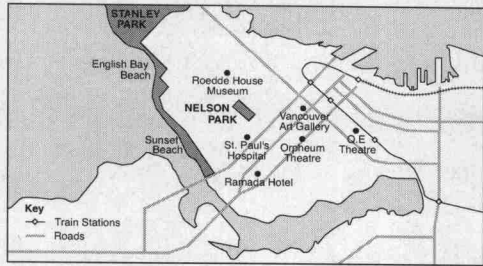 STANLEY
PARK
English Bay
Beach
Roedde House
Museum
NELSON
PARK
Vancouver
Art Gallery
Sunset
Beach
St. Paul's
Hospital
Orpheum
Theatre
Q.E
Theatre
Ramada Hotel
Key
Train Stations
Roads